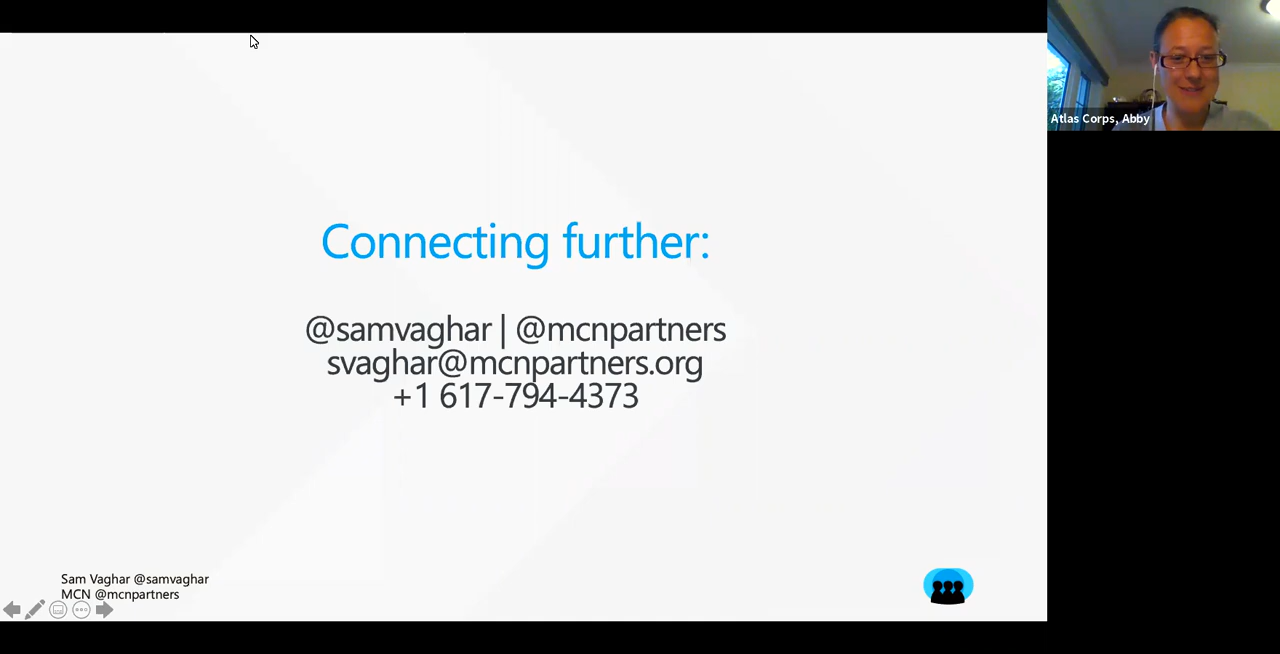 Connecting further:
@samvaghar | @mcnpartners
svaghar@mcnpartners.org
+1 617-794-4373
Sam Vaghar @samvaghar
MCN @mcnpartners
Atlas Corps, Abby